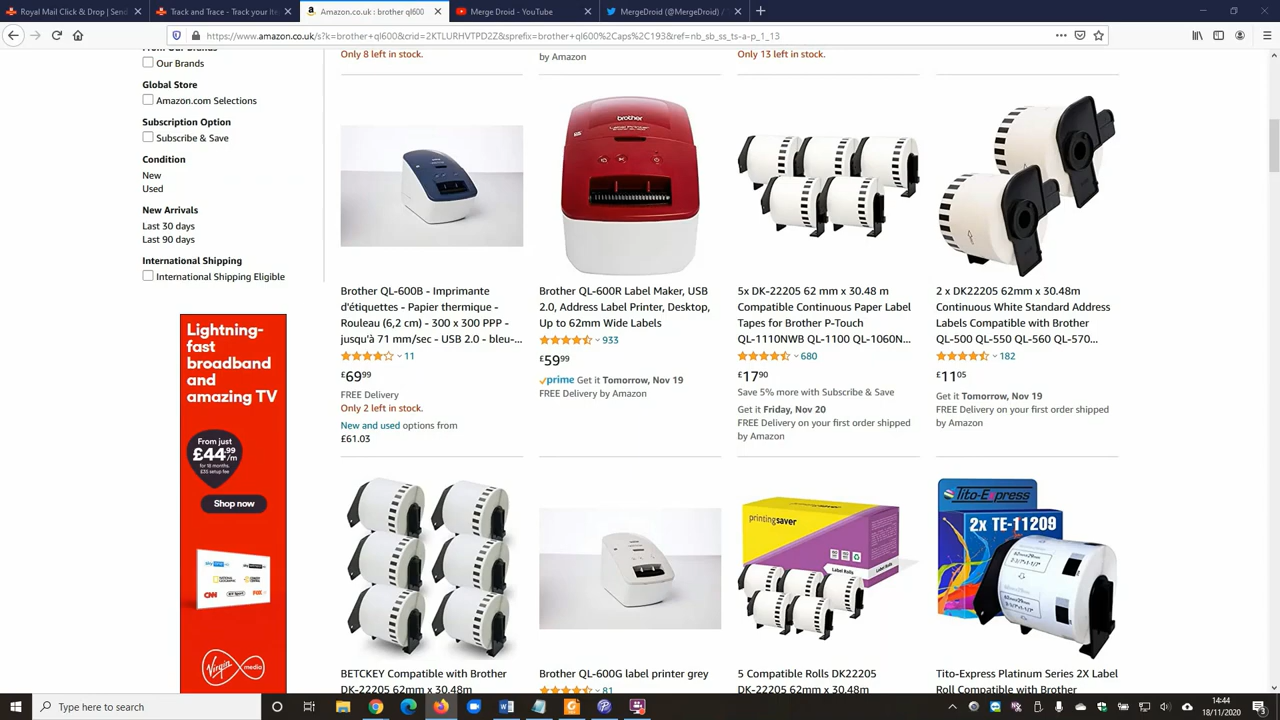 Royal Mail Click & Drop | Send
Track and Trace - Track your Ite
Amazon.co.uk : brother ql600
Merge Droid - YouTube
MergeDroid (@MergeDroid) /
https://www.amazon.co.uk/s?k=brother+ql600&crid=2KTLURHVTPD2Z&sprefix=brother+ql600%2Caps%2C193&ref=nb_sb_ss_ts-a-p_1_13
From Our Brands
Our Brands
Global Store
Amazon.com Selections
Subscription Option
Subscribe & Save
Condition
New
Used
New Arrivals
Last 30 days
Last 90 days
International Shipping
International Shipping Eligible
Lightning-
fast
broadband
and
amazing TV
From just
£44.99
/m
for 18 months.
£35 setup fee
Shop now
CNN
FOX
Virgin
media
Only 8 left in stock.
by Amazon
Only 13 left in stock.
brother
Brother QL-600B - Imprimante
d'étiquettes - Papier thermique -
Rouleau (6,2 cm) - 300 x 300 PPP -
jusqu'à 71 mm/sec - USB 2.0 - bleu-...
11
£69.99
FREE Delivery
Only 2 left in stock.
New and used options from
£61.03
Brother QL-600R Label Maker, USB
2.0, Address Label Printer, Desktop,
Up to 62mm Wide Labels
933
£59.99
prime Get it Tomorrow, Nov 19
FREE Delivery by Amazon
5x DK-22205 62 mm x 30.48 m
Compatible Continuous Paper Label
Tapes for Brother P-Touch
QL-1110NWB QL-1100 QL-1060N...
680
£17.90
Save 5% more with Subscribe & Save
Get it Friday, Nov 20
FREE Delivery on your first order shipped
by Amazon
2 x DK22205 62mm x 30.48m
Continuous White Standard Address
Labels Compatible with Brother
QL-500 QL-550 QL-560 QL-570...
182
£11.05
Get it Tomorrow, Nov 19
FREE Delivery on your first order shipped
by Amazon
printingsaver
Label Rolls
Tito-Express
2x TE-11209
BETCKEY Compatible with Brother
DK-22205 62mm x 30.48m
Brother QL-600G label printer grey
81
5 Compatible Rolls DK22205
DK-22205 62mm x 30.48m
Tito-Express Platinum Series 2X Label
Roll Compatible with Brother
Type here to search
14:44
18/11/2020
3